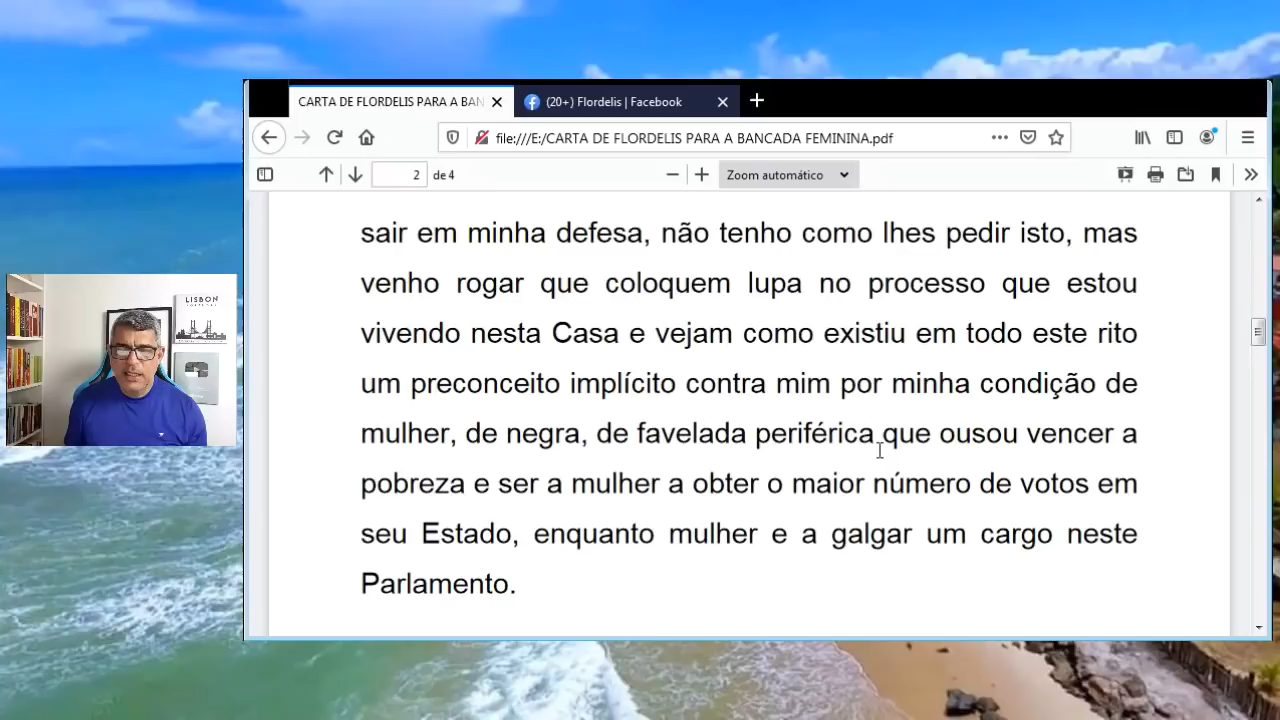 CARTA DE FLORDELIS PARA A BAN
(20+) Flordelis | Facebook
file:///E:/CARTA DE FLORDELIS PARA A BANCADA FEMININA.pdf
2 de 4
Zoom automático
sair em minha defesa, não tenho como lhes pedir isto, mas
venho rogar que coloquem lupa no processo que estou
vivendo nesta Casa e vejam como existiu em todo este rito
um preconceito implícito contra mim por minha condição de
mulher, de negra, de favelada periférica que ousou vencer a
pobreza e ser a mulher a obter o maior número de votos em
seu Estado, enquanto mulher e a galgar um cargo neste
Parlamento.
LISBON